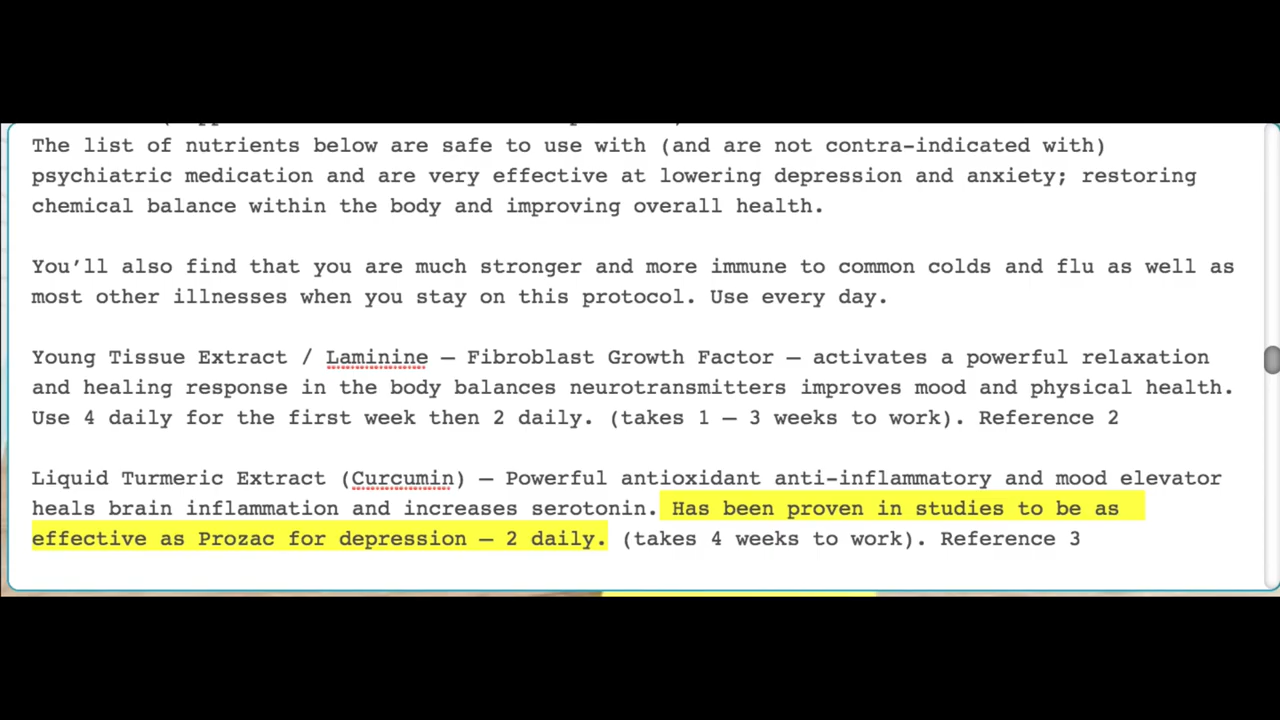 The list of nutrients below are safe to use with (and are not contra-indicated with)
psychiatric medication and are very effective at lowering depression and anxiety; restoring
chemical balance within the body and improving overall health.
You’ll also find that you are much stronger and more immune to common colds and flu as well as
most other illnesses when you stay on this protocol. Use every day.
Young Tissue Extract / Laminine – Fibroblast Growth Factor – activates a powerful relaxation
and healing response in the body balances neurotransmitters improves mood and physical health.
Use 4 daily for the first week then 2 daily. (takes 1 – 3 weeks to work). Reference 2
Liquid Turmeric Extract (Curcumin) – Powerful antioxidant anti-inflammatory and mood elevator
heals brain inflammation and increases serotonin. Has been proven in studies to be as
effective as Prozac for depression – 2 daily. (takes 4 weeks to work). Reference 3